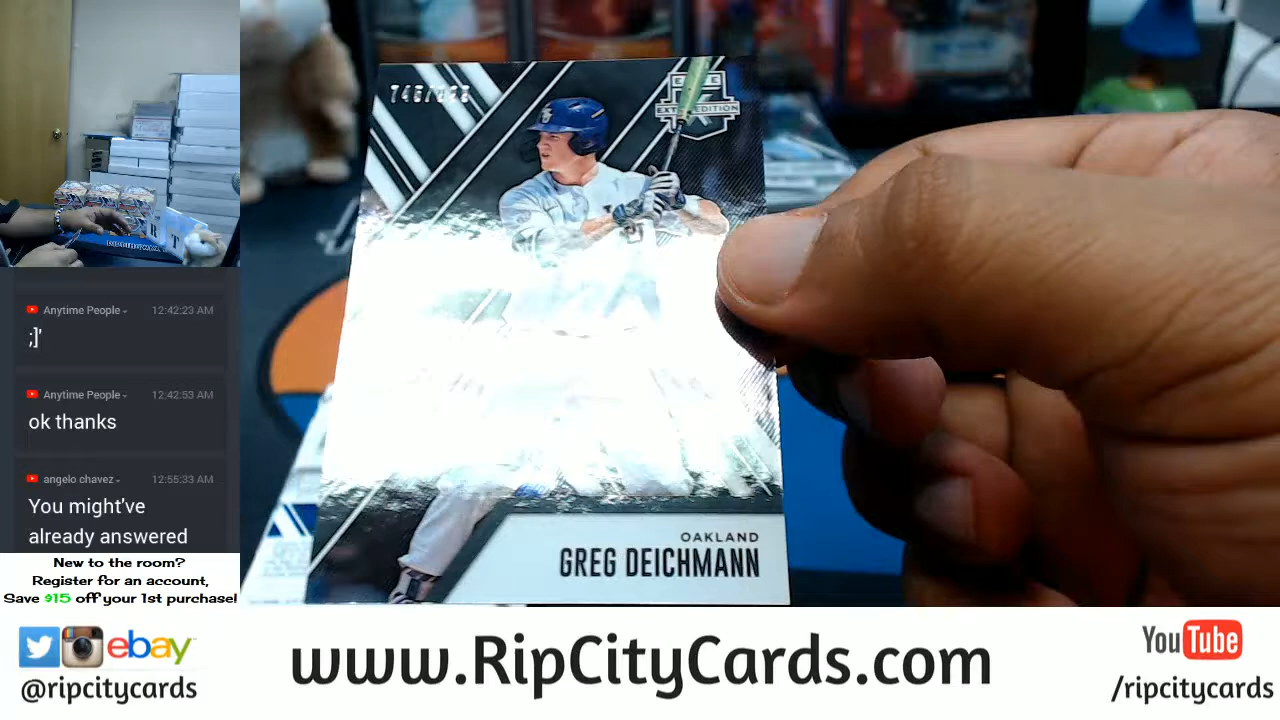 Anytime People 12:42:23 AM
;]'
Anytime People 12:42:53 AM
ok thanks
angelo chavez 12:55:33 AM
You might've
already answered
New to the room?
Register for an account,
Save $15 off your 1st purchase!
EXTRA EDITION
OAKLAND
GREG DEICHMANN
ebay
@ripcitycards
www.RipCityCards.com
YouTube
/ripcitycards